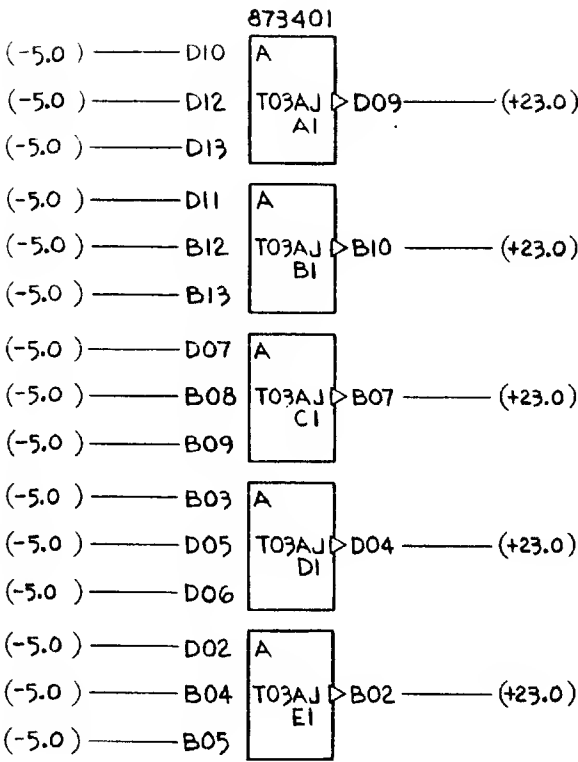 873401
(-5.0 ) D10 A
(-5.0 ) D12 T03AJ D09 (+23.0)
A1
(-5.0 ) D13
(-5.0 ) D11 A
(-5.0 ) B12 T03AJ B10 (+23.0)
B1
(-5.0 ) B13
(-5.0 ) D07 A
(-5.0 ) B08 T03AJ B07 (+23.0)
C1
(-5.0 ) B09
(-5.0 ) B03 A
(-5.0 ) D05 T03AJ D04 (+23.0)
D1
(-5.0 ) D06
(-5.0 ) D02 A
(-5.0 ) B04 T03AJ B02 (+23.0)
E1
(-5.0 ) B05